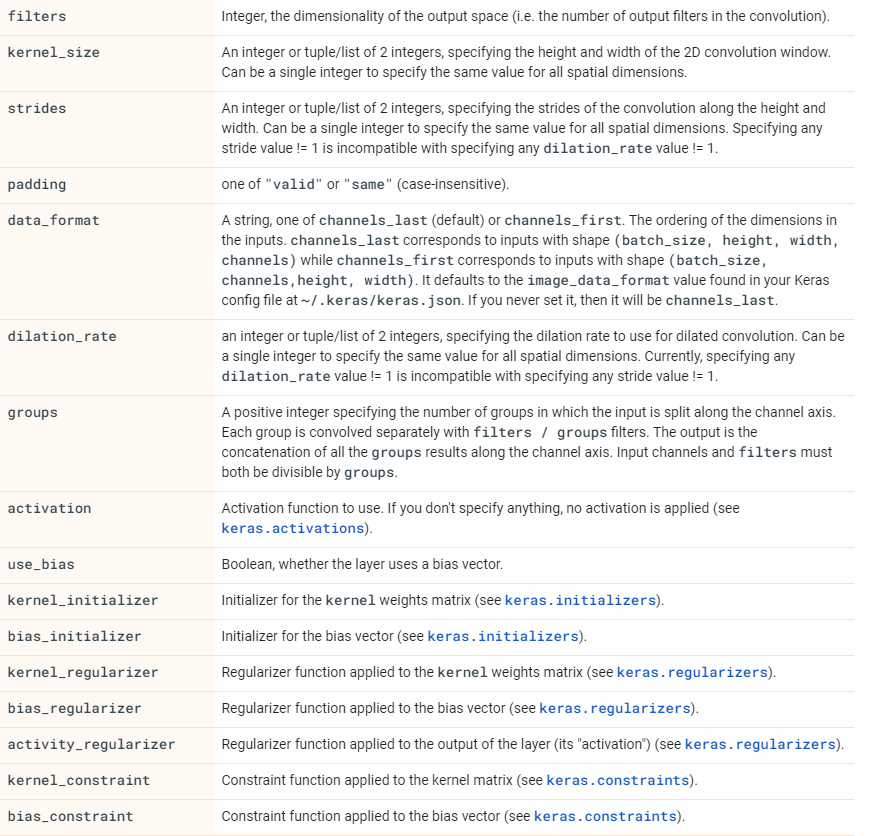 filters Integer, the dimensionality of the output space (i.e. the number of output filters in the convolution).
kernel_size An integer or tuple/list of 2 integers, specifying the height and width of the 2D convolution window.
Can be a single integer to specify the same value for all spatial dimensions.
strides An integer or tuple/list of 2 integers, specifying the strides of the convolution along the height and
width. Can be a single integer to specify the same value for all spatial dimensions. Specifying any
stride value != 1 is incompatible with specifying any dilation_rate value != 1.
padding one of "valid" or "same" (case-insensitive).
data_format A string, one of channels_last (default) or channels_first. The ordering of the dimensions in
the inputs. channels_last corresponds to inputs with shape (batch_size, height, width,
channels) while channels_first corresponds to inputs with shape (batch_size,
channels,height, width). It defaults to the image_data_format value found in your Keras
config file at ~/.keras/keras.json. If you never set it, then it will be channels_last.
dilation_rate an integer or tuple/list of 2 integers, specifying the dilation rate to use for dilated convolution. Can be
a single integer to specify the same value for all spatial dimensions. Currently, specifying any
dilation_rate value != 1 is incompatible with specifying any stride value != 1.
groups A positive integer specifying the number of groups in which the input is split along the channel axis.
Each group is convolved separately with filters / groups filters. The output is the
concatenation of all the groups results along the channel axis. Input channels and filters must
both be divisible by groups.
activation Activation function to use. If you don't specify anything, no activation is applied (see
keras.activations).
use_bias Boolean, whether the layer uses a bias vector.
kernel_initializer Initializer for the kernel weights matrix (see keras.initializers).
bias_initializer Initializer for the bias vector (see keras.initializers).
kernel_regularizer Regularizer function applied to the kernel weights matrix (see keras.regularizers).
bias_regularizer Regularizer function applied to the bias vector (see keras.regularizers).
activity_regularizer Regularizer function applied to the output of the layer (its "activation") (see keras.regularizers).
kernel_constraint Constraint function applied to the kernel matrix (see keras.constraints).
bias_constraint Constraint function applied to the bias vector (see keras.constraints).